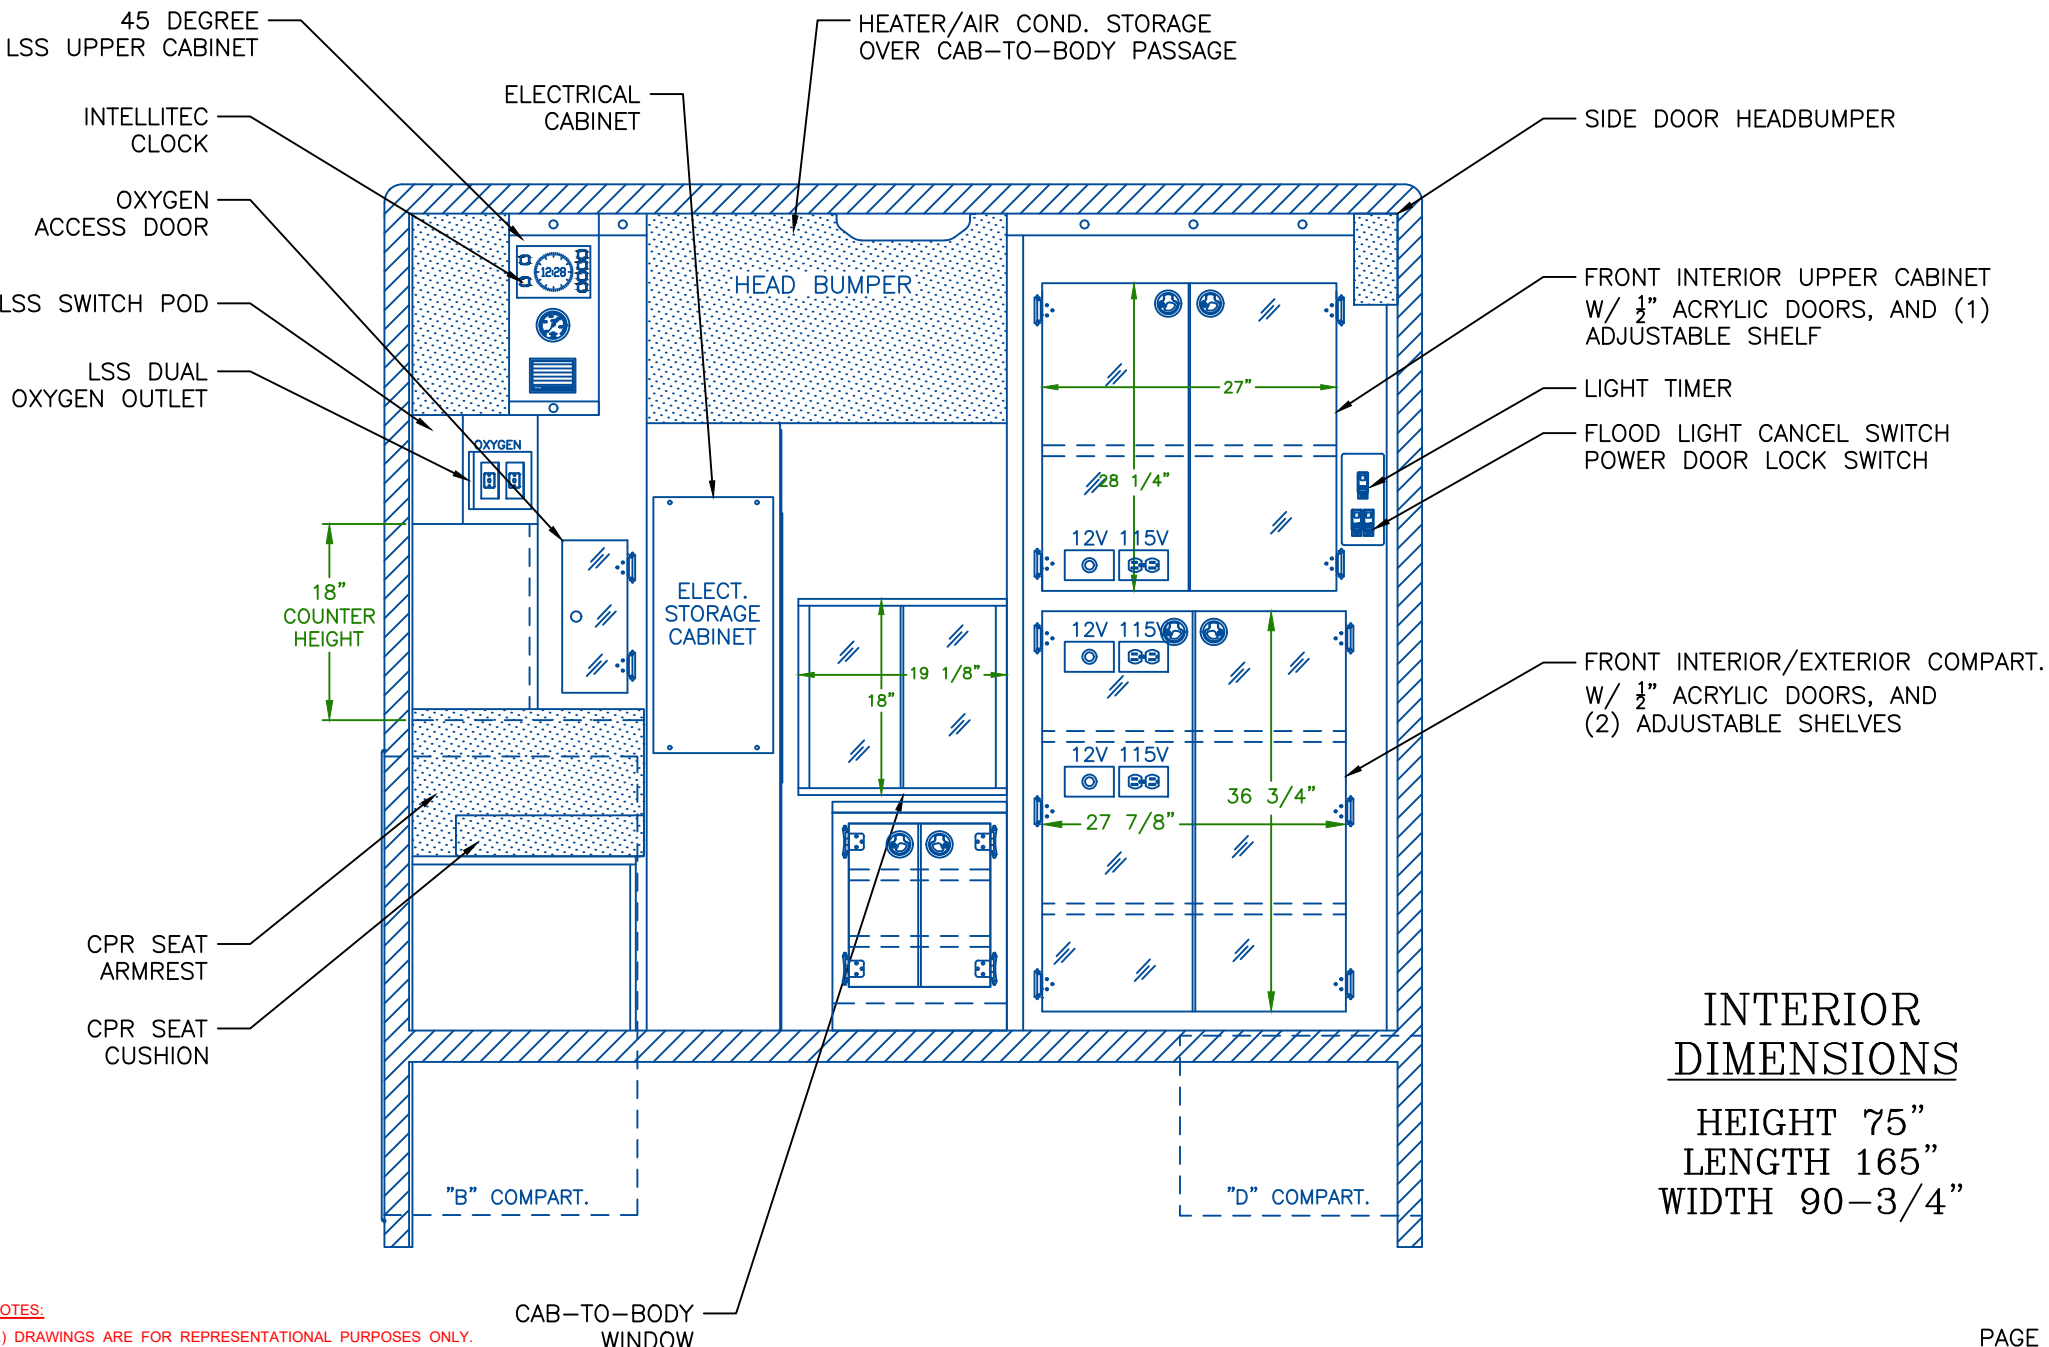 45 DEGREE
LSS UPPER CABINET
HEATER/AIR COND. STORAGE
OVER CAB-TO-BODY PASSAGE
ELECTRICAL
CABINET
INTELLITEC
CLOCK
SIDE DOOR HEADBUMPER
OXYGEN
ACCESS DOOR
LSS SWITCH POD
LSS DUAL
OXYGEN OUTLET
12:28
HEAD BUMPER
FRONT INTERIOR UPPER CABINET
W/ ½" ACRYLIC DOORS, AND (1)
ADJUSTABLE SHELF
LIGHT TIMER
FLOOD LIGHT CANCEL SWITCH
POWER DOOR LOCK SWITCH
27"
28 1/4"
OXYGEN
12V 115V
18"
COUNTER
HEIGHT
ELECT.
STORAGE
CABINET
12V 115V
19 1/8"
18"
FRONT INTERIOR/EXTERIOR COMPART.
W/ ½" ACRYLIC DOORS, AND
(2) ADJUSTABLE SHELVES
12V 115V
36 3/4"
27 7/8"
CPR SEAT
ARMREST
CPR SEAT
CUSHION
INTERIOR
DIMENSIONS
HEIGHT 75"
LENGTH 165"
WIDTH 90-3/4"
"B" COMPART.
"D" COMPART.
CAB-TO-BODY
WINDOW
OTES:
) DRAWINGS ARE FOR REPRESENTATIONAL PURPOSES ONLY.
PAGE